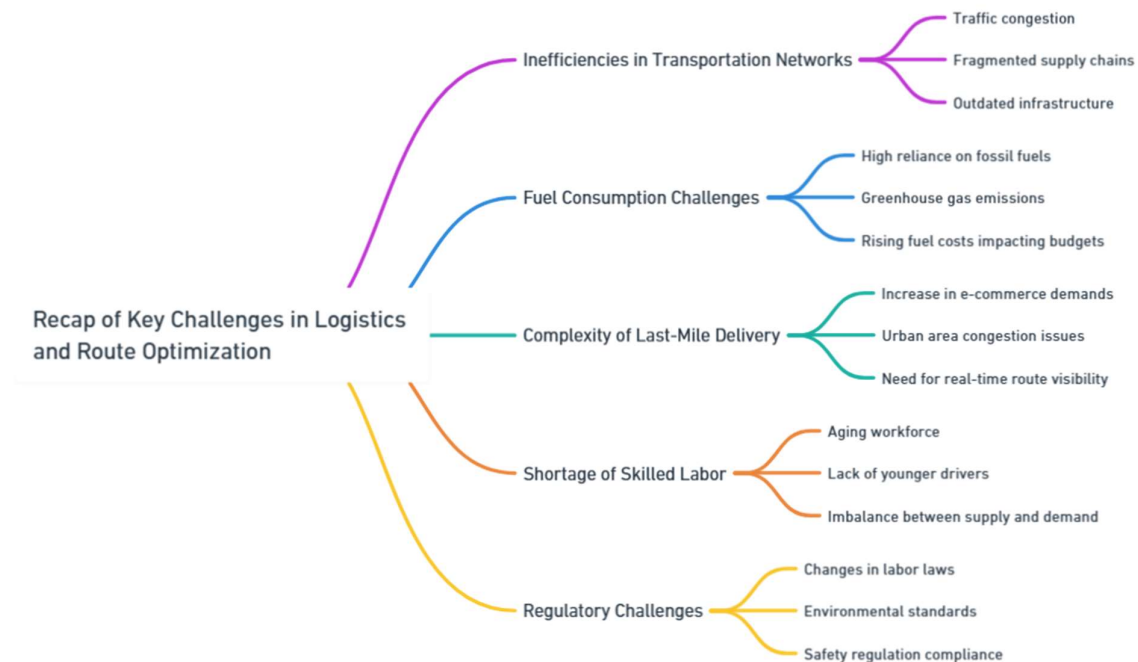 Recap of Key Challenges in Logistics
and Route Optimization
Inefficiencies in Transportation Networks
Traffic congestion
Fragmented supply chains
Outdated infrastructure
Fuel Consumption Challenges
High reliance on fossil fuels
Greenhouse gas emissions
Rising fuel costs impacting budgets
Complexity of Last-Mile Delivery
Increase in e-commerce demands
Urban area congestion issues
Need for real-time route visibility
Shortage of Skilled Labor
Aging workforce
Lack of younger drivers
Imbalance between supply and demand
Regulatory Challenges
Changes in labor laws
Environmental standards
Safety regulation compliance